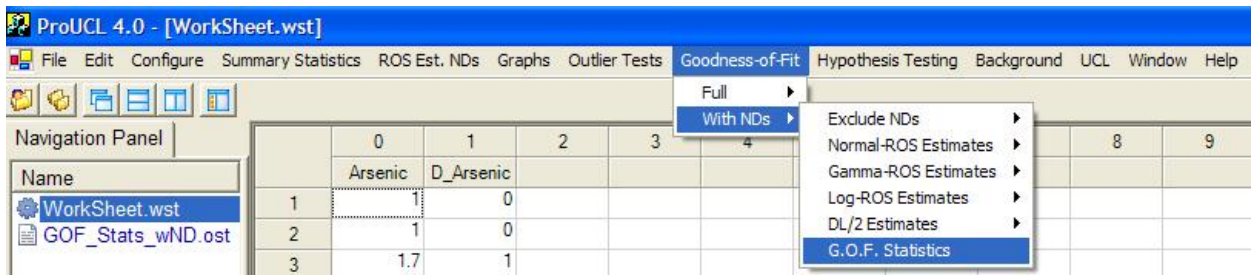 ProUCL 4.0 - [WorkSheet.wst]
File Edit Configure Summary Statistics ROS Est. NDs Graphs Outlier Tests Goodness-of-Fit Hypothesis Testing Background UCL Window Help
Full
With NDs
Exclude NDs
Normal-ROS Estimates
Gamma-ROS Estimates
Log-ROS Estimates
DL/2 Estimates
G.O.F. Statistics
Navigation Panel
Name
WorkSheet.wst
GOF_Stats_wND.ost
0 1 2 3 4 8 9
Arsenic D_Arsenic
1 1 0
2 1 0
3 1.7 1